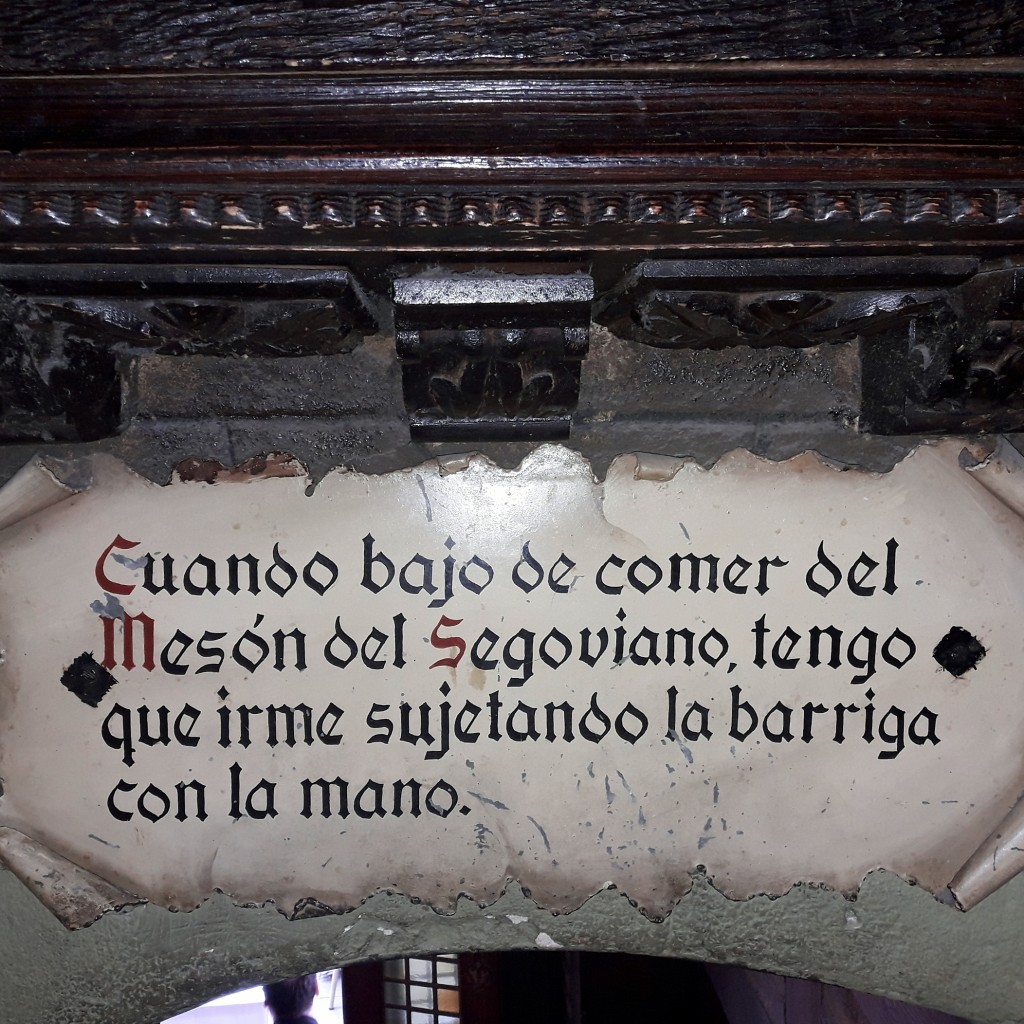 Cuando bajo de comer del
Mesón del Segoviano, tengo
que irme sujetando la barriga
con la mano.